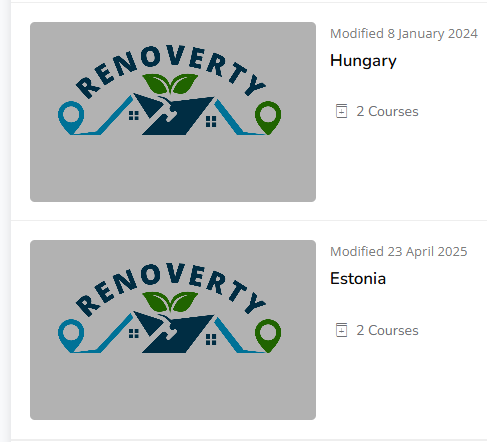 RENOVERTY
Modified 8 January 2024
Hungary
2 Courses
RENOVERTY
Modified 23 April 2025
Estonia
2 Courses